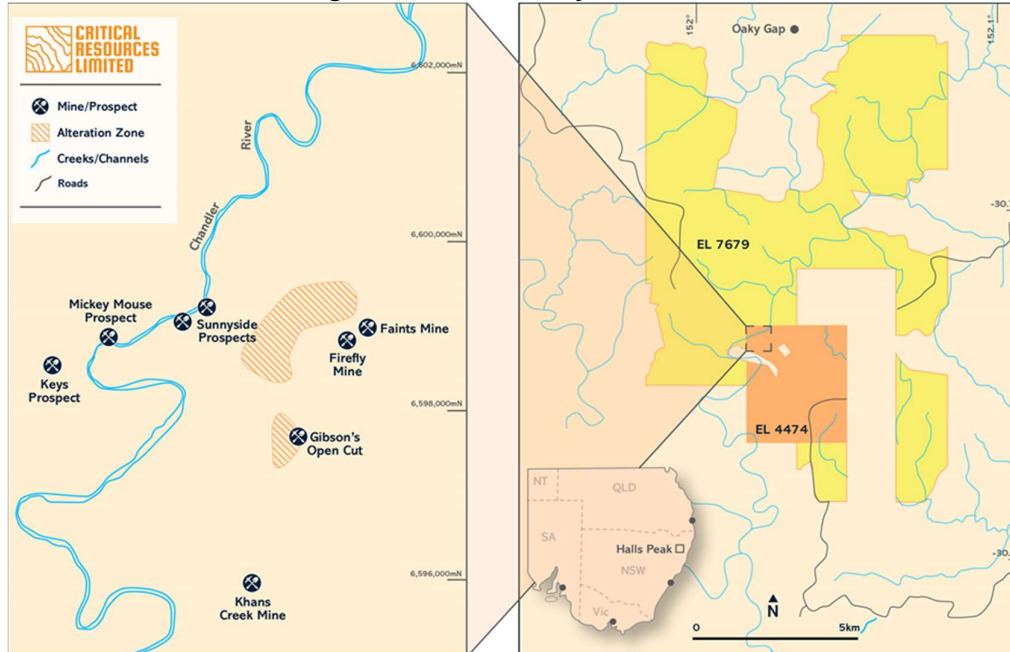 CRITICAL
RESOURCES
LIMITED
Mine/Prospect
Alteration Zone
Creeks/Channels
Roads
River
Chandler
6,602,000mN
6,600,000mN
Mickey Mouse
Prospect
Sunnyside
Prospects
Faints Mine
Firefly
Mine
Keys
Prospect
6,598,000mN
Gibson's
Open Cut
6,596,000mN
Khans
Creek Mine
152°
152.1°
Oaky Gap
EL 7679
EL 4474
NT
QLD
SA
Halls Peak
NSW
Vic
N
0
5km